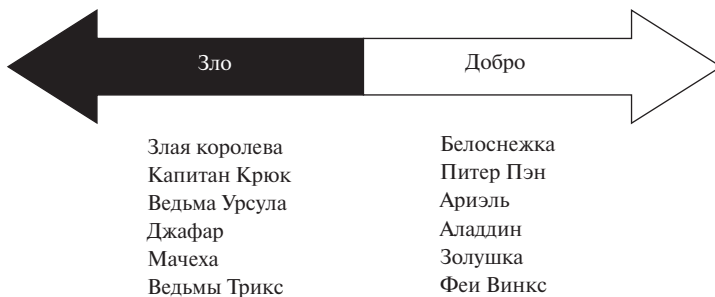 Зло
Добро
Злая королева
Капитан Крюк
Ведьма Урсула
Джафар
Мачеха
Ведьмы Трикс
Белоснежка
Питер Пэн
Ариэль
Аладдин
Золушка
Феи Винкс